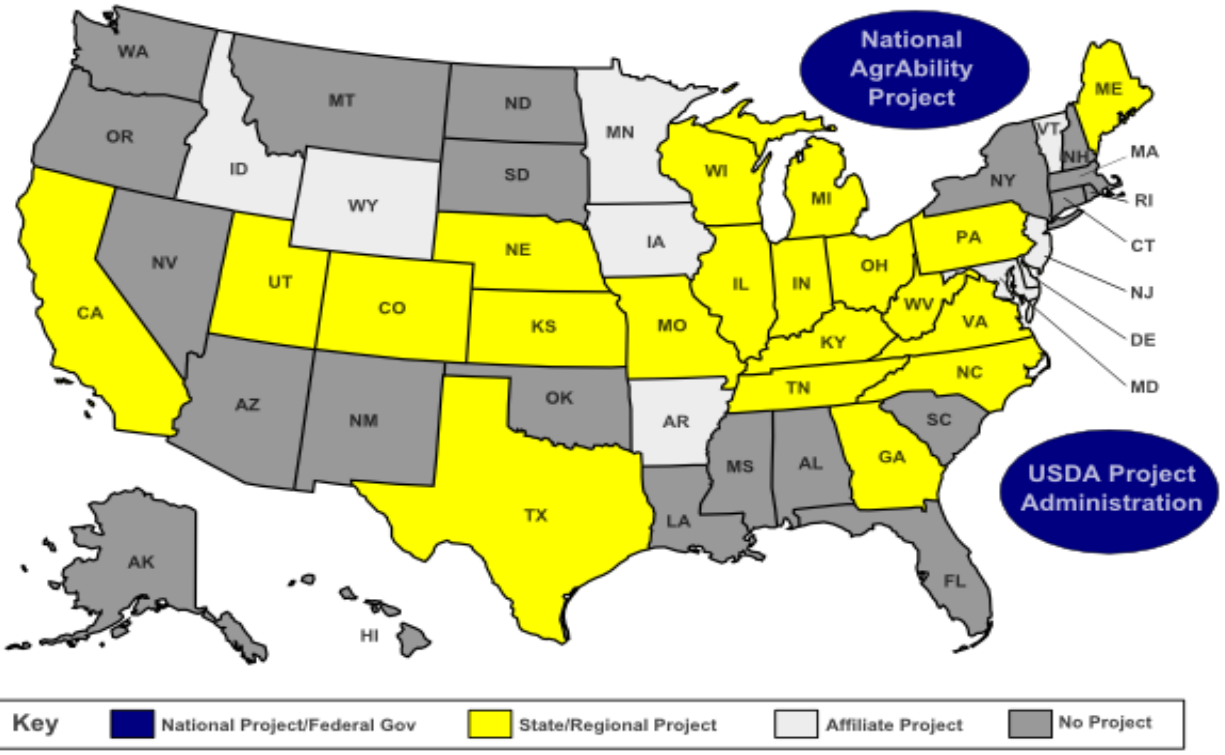 National
AgrAbility
Project
WA
MT
ND
MN
ME
OR
ID
SD
WI
VT
NH
MA
WY
MI
NY
RI
NV
NE
IA
PA
CT
UT
CO
IL
IN
OH
NJ
CA
KS
MO
WV
VA
KY
DE
AZ
NM
OK
AR
TN
NC
MD
SC
MS
AL
GA
USDA Project
Administration
TX
LA
AK
FL
HI
Key
National Project/Federal Gov
State/Regional Project
Affiliate Project
No Project